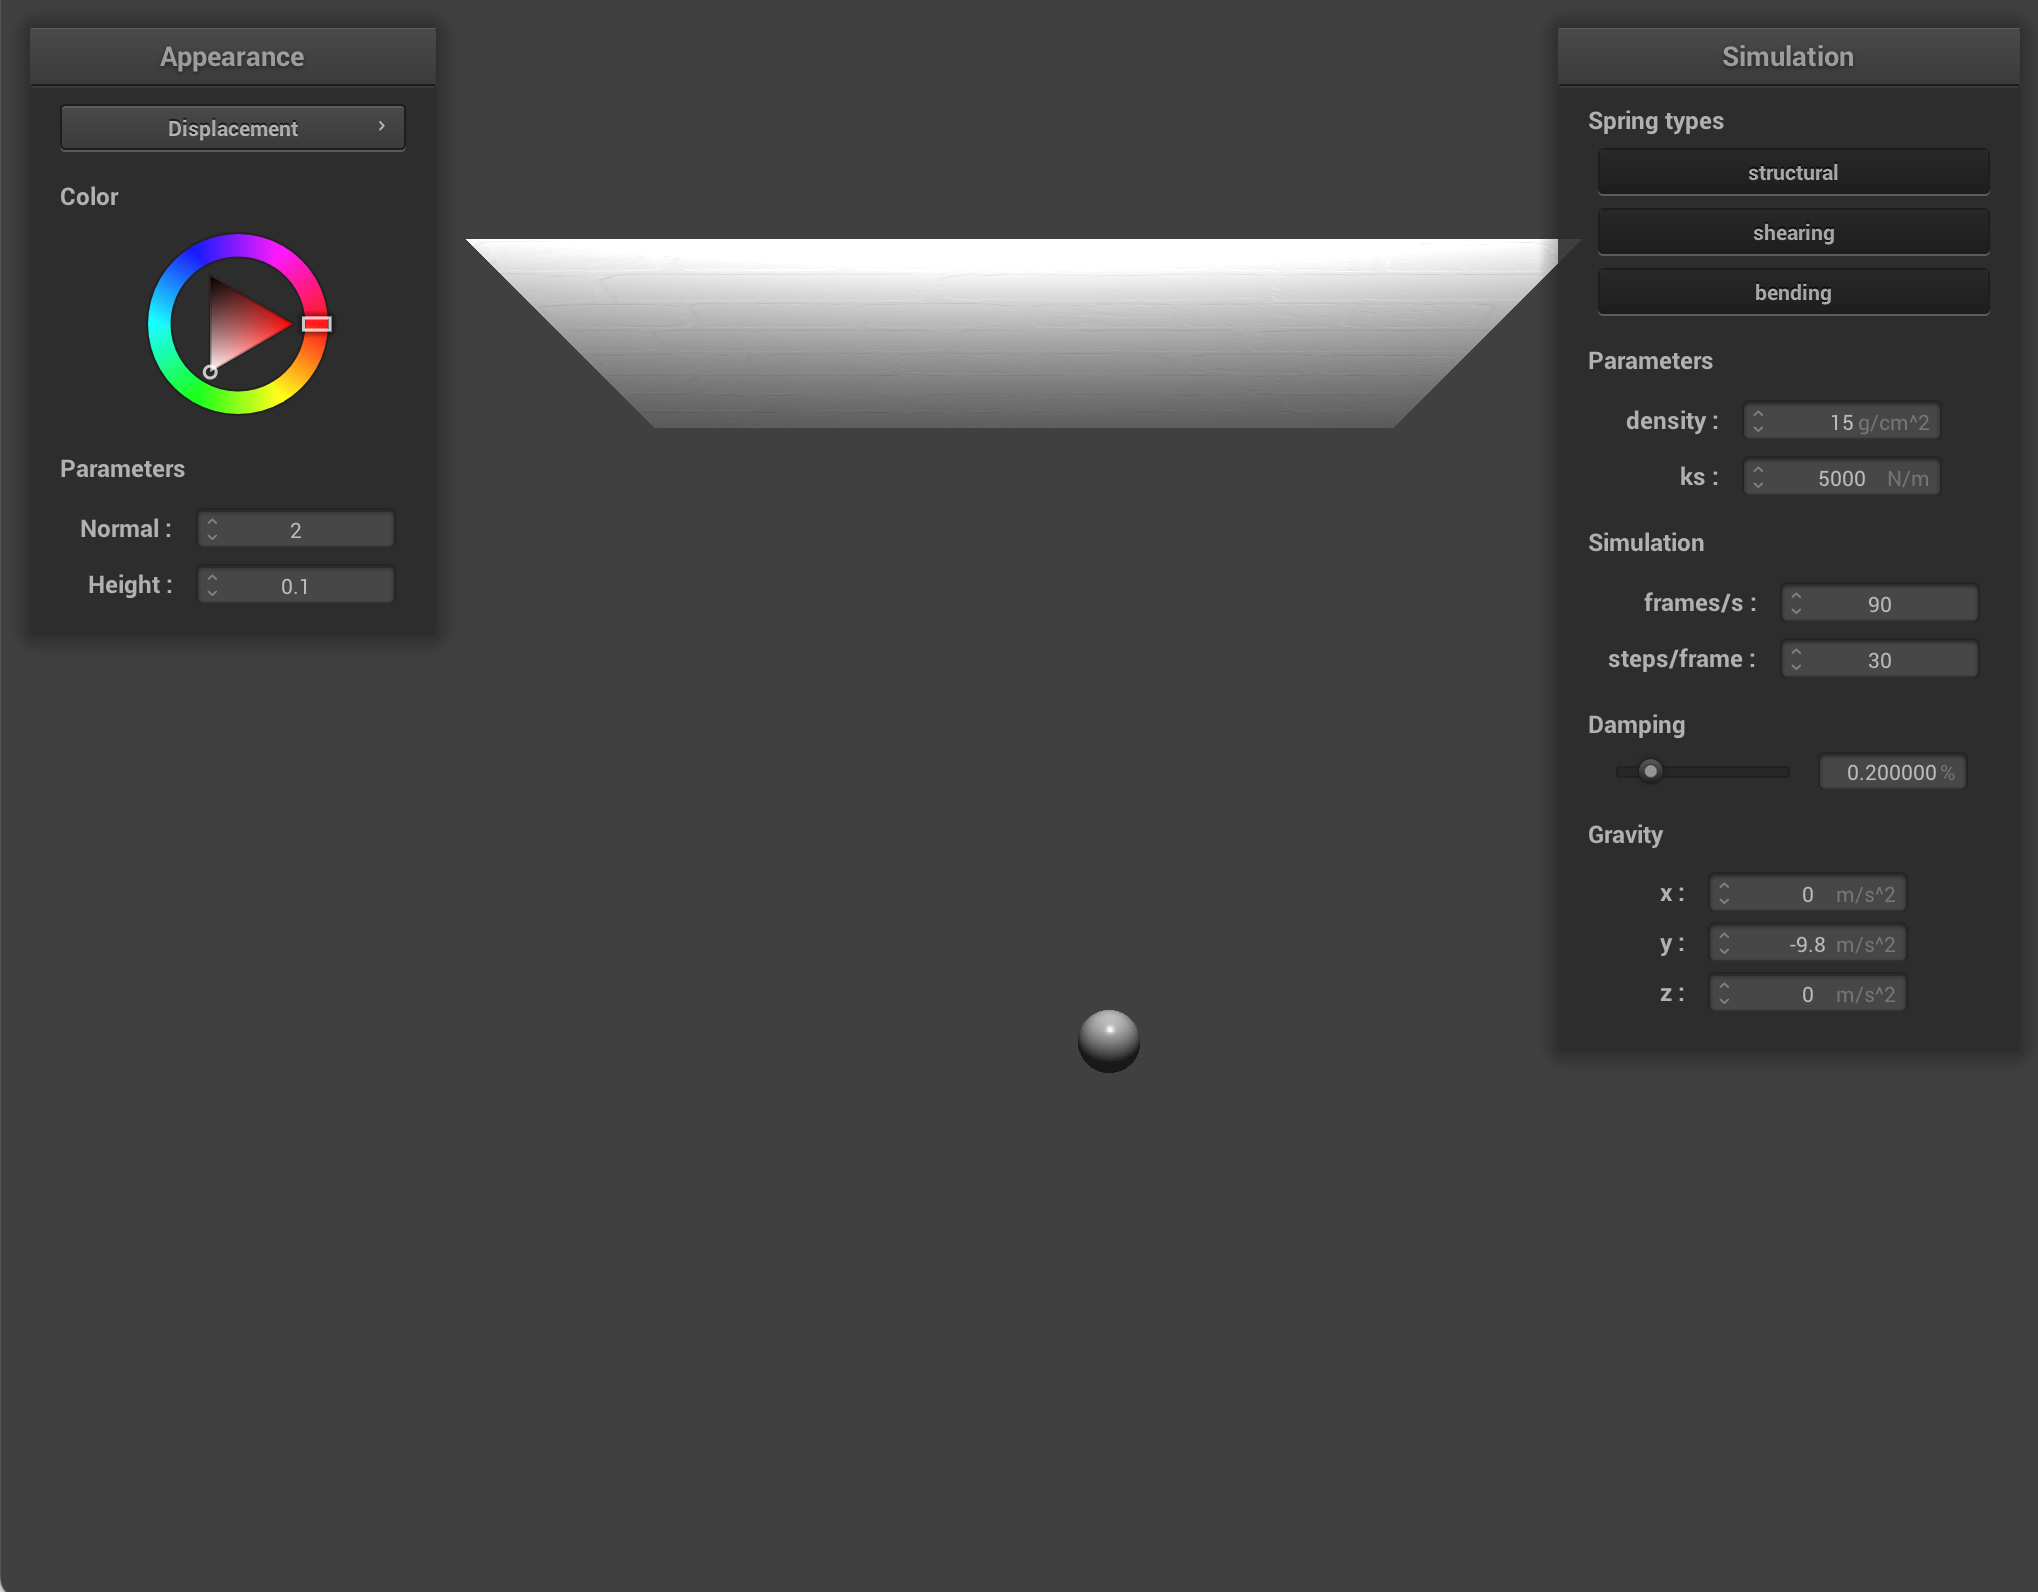 Appearance
Displacement
Color
Parameters
Normal : 2
Height : 0.1
Simulation
Spring types
structural
shearing
bending
Parameters
density : 15 g/cm^2
ks : 5000 N/m
Simulation
frames/s : 90
steps/frame : 30
Damping
0.200000 %
Gravity
x : 0 m/s^2
y : -9.8 m/s^2
z : 0 m/s^2